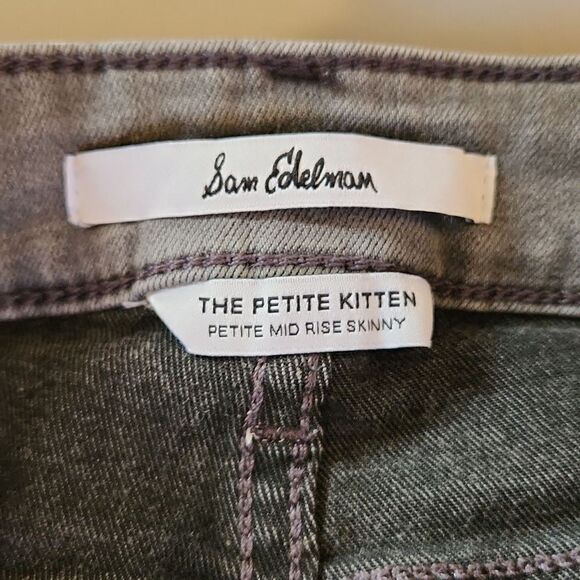 Sam Edelman
THE PETITE KITTEN
PETITE MID RISE SKINNY